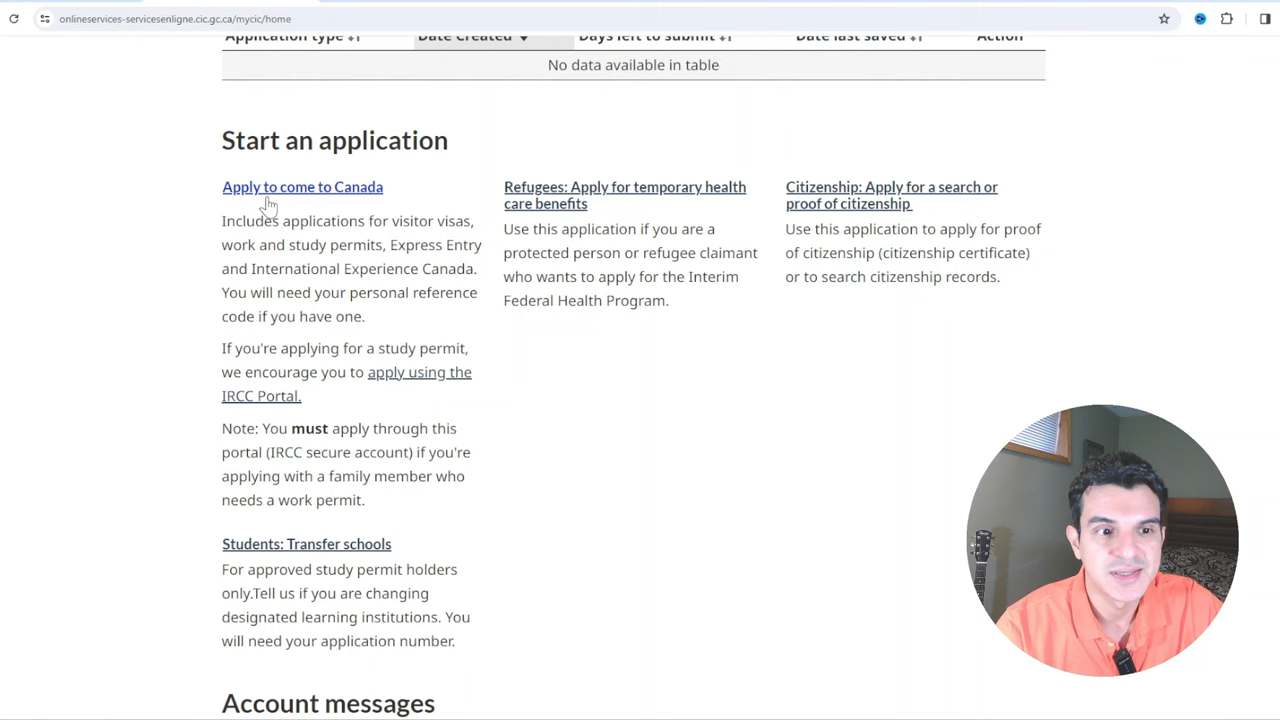 onlineservices-servicesenligne.cic.gc.ca/mycic/home
Application type Date Created Days left to submit Date last saved Action
No data available in table
Start an application
Apply to come to Canada
Includes applications for visitor visas,
work and study permits, Express Entry
and International Experience Canada.
You will need your personal reference
code if you have one.
If you're applying for a study permit,
we encourage you to apply using the
IRCC Portal.
Note: You must apply through this
portal (IRCC secure account) if you're
applying with a family member who
needs a work permit.
Students: Transfer schools
For approved study permit holders
only.Tell us if you are changing
designated learning institutions. You
will need your application number.
Refugees: Apply for temporary health
care benefits
Use this application if you are a
protected person or refugee claimant
who wants to apply for the Interim
Federal Health Program.
Citizenship: Apply for a search or
proof of citizenship
Use this application to apply for proof
of citizenship (citizenship certificate)
or to search citizenship records.
Account messages